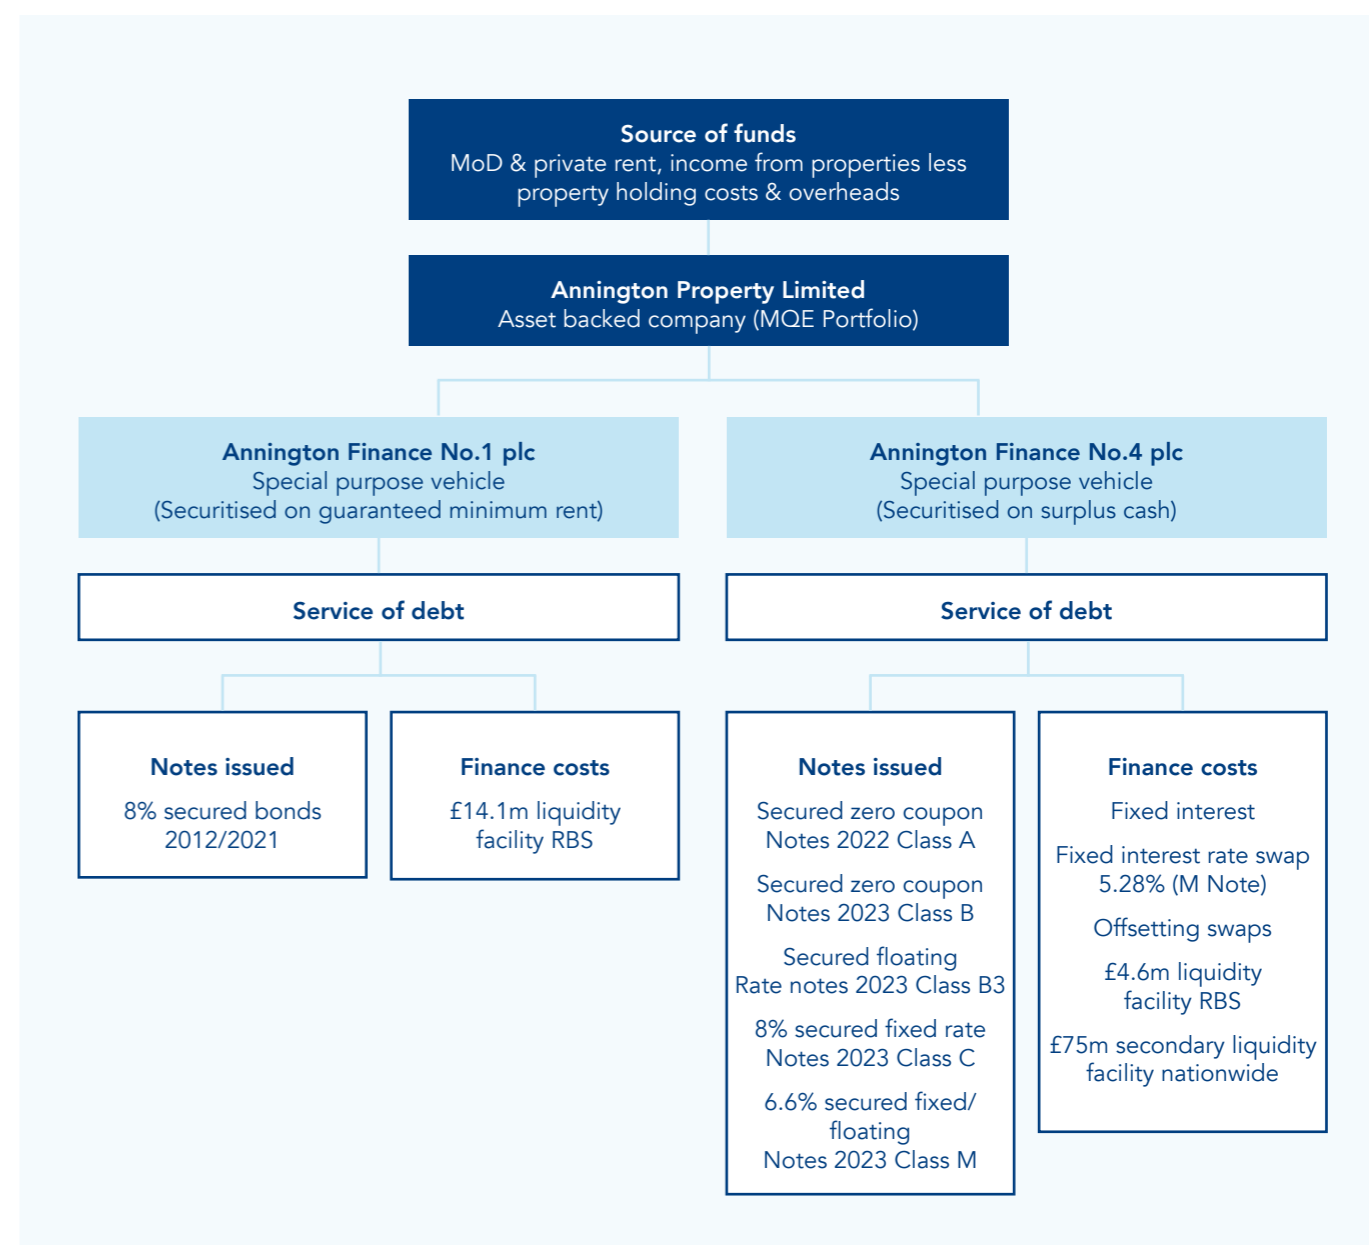 Source of funds
MoD & private rent, income from properties less
property holding costs & overheads
Annington Property Limited
Asset backed company (MQE Portfolio)
Annington Finance No.1 plc
Special purpose vehicle
(Securitised on guaranteed minimum rent)
Annington Finance No.4 plc
Special purpose vehicle
(Securitised on surplus cash)
Service of debt
Service of debt
Notes issued
8% secured bonds
2012/2021
Finance costs
£14.1m liquidity
facility RBS
Notes issued
Secured zero coupon
Notes 2022 Class A
Secured zero coupon
Notes 2023 Class B
Secured floating
Rate notes 2023 Class B3
8% secured fixed rate
Notes 2023 Class C
6.6% secured fixed/
floating
Notes 2023 Class M
Finance costs
Fixed interest
Fixed interest rate swap
5.28% (M Note)
Offsetting swaps
£4.6m liquidity
facility RBS
£75m secondary liquidity
facility nationwide